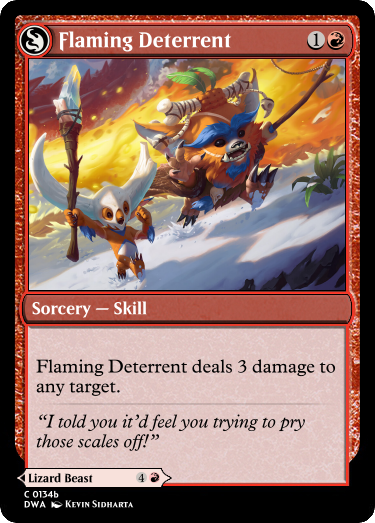 Flaming Deterrent 1
Sorcery — Skill
Flaming Deterrent deals 3 damage to
any target.
“I told you it’d feel you trying to pry
those scales off!”
Lizard Beast 4
C 0134b
DWA Kevin Sidharta